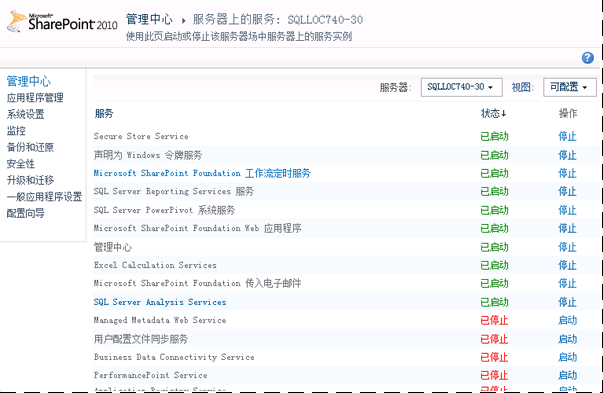 Microsoft
SharePoint 2010
管理中心 ▸ 服务器上的服务: SQLLOC740-30
使用此页启动或停止该服务器场中服务器上的服务实例
管理中心
应用程序管理
系统设置
监控
备份和还原
安全性
升级和迁移
一般应用程序设置
配置向导
服务器: SQLLOC740-30 视图: 可配置
服务 状态↓ 操作
Secure Store Service 已启动 停止
声明为 Windows 令牌服务 已启动 停止
Microsoft SharePoint Foundation 工作流定时服务 已启动 停止
SQL Server Reporting Services 服务 已启动 停止
SQL Server PowerPivot 系统服务 已启动 停止
Microsoft SharePoint Foundation Web 应用程序 已启动 停止
管理中心 已启动 停止
Excel Calculation Services 已启动 停止
Microsoft SharePoint Foundation 传入电子邮件 已启动 停止
SQL Server Analysis Services 已启动 停止
Managed Metadata Web Service 已停止 启动
用户配置文件同步服务 已停止 启动
Business Data Connectivity Service 已停止 启动
PerformancePoint Service 已停止 启动
Application Registry Service 已停止 启动